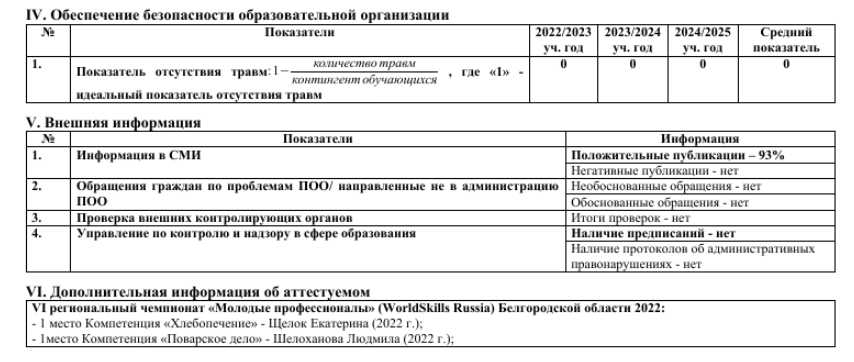 IV. Обеспечение безопасности образовательной организации
№ Показатели 2022/2023 уч. год 2023/2024 уч. год 2024/2025 уч. год Средний показатель
1. Показатель отсутствия травм: 1 − количество травм / контингент обучающихся , где «1» - 0 0 0 0
идеальный показатель отсутствия травм
V. Внешняя информация
№ Показатели Информация
1. Информация в СМИ Положительные публикации – 93%
Негативные публикации - нет
2. Обращения граждан по проблемам ПОО/ направленные не в администрацию Необоснованные обращения - нет
ПОО Обоснованные обращения - нет
3. Проверка внешних контролирующих органов Итоги проверок - нет
4. Управление по контролю и надзору в сфере образования Наличие предписаний - нет
Наличие протоколов об административных
правонарушениях - нет
VI. Дополнительная информация об аттестуемом
VI региональный чемпионат «Молодые профессионалы» (WorldSkills Russia) Белгородской области 2022:
- 1 место Компетенция «Хлебопечение» - Щелок Екатерина (2022 г.);
- 1место Компетенция «Поварское дело» - Шелоханова Людмила (2022 г.);